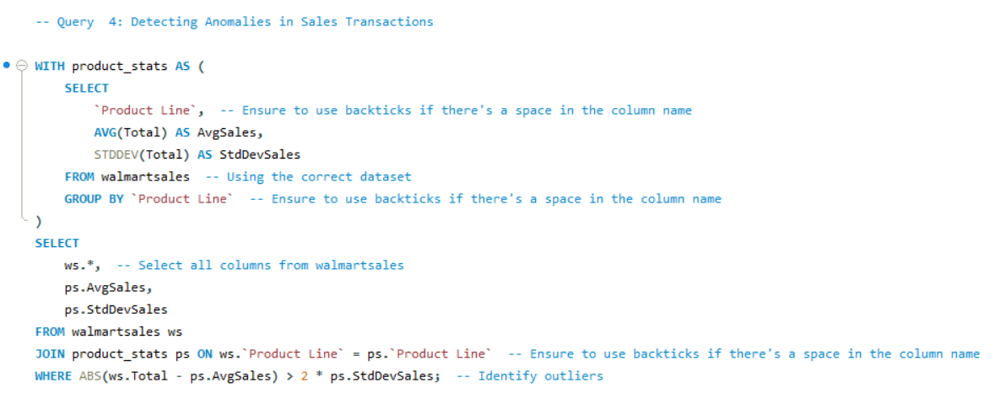 -- Query  4: Detecting Anomalies in Sales Transactions
WITH product_stats AS (
    SELECT
        `Product Line`,  -- Ensure to use backticks if there's a space in the column name
        AVG(Total) AS AvgSales,
        STDDEV(Total) AS StdDevSales
    FROM walmartsales  -- Using the correct dataset
    GROUP BY `Product Line`  -- Ensure to use backticks if there's a space in the column name
)
SELECT
    ws.*,  -- Select all columns from walmartsales
    ps.AvgSales,
    ps.StdDevSales
FROM walmartsales ws
JOIN product_stats ps ON ws.`Product Line` = ps.`Product Line`  -- Ensure to use backticks if there's a space in the column name
WHERE ABS(ws.Total - ps.AvgSales) > 2 * ps.StdDevSales;  -- Identify outliers